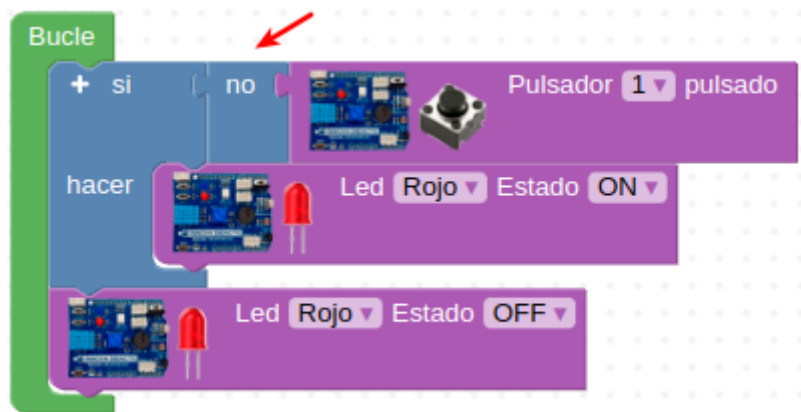 Bucle
+ si no Pulsador 1 pulsado
hacer Led Rojo Estado ON
Led Rojo Estado OFF